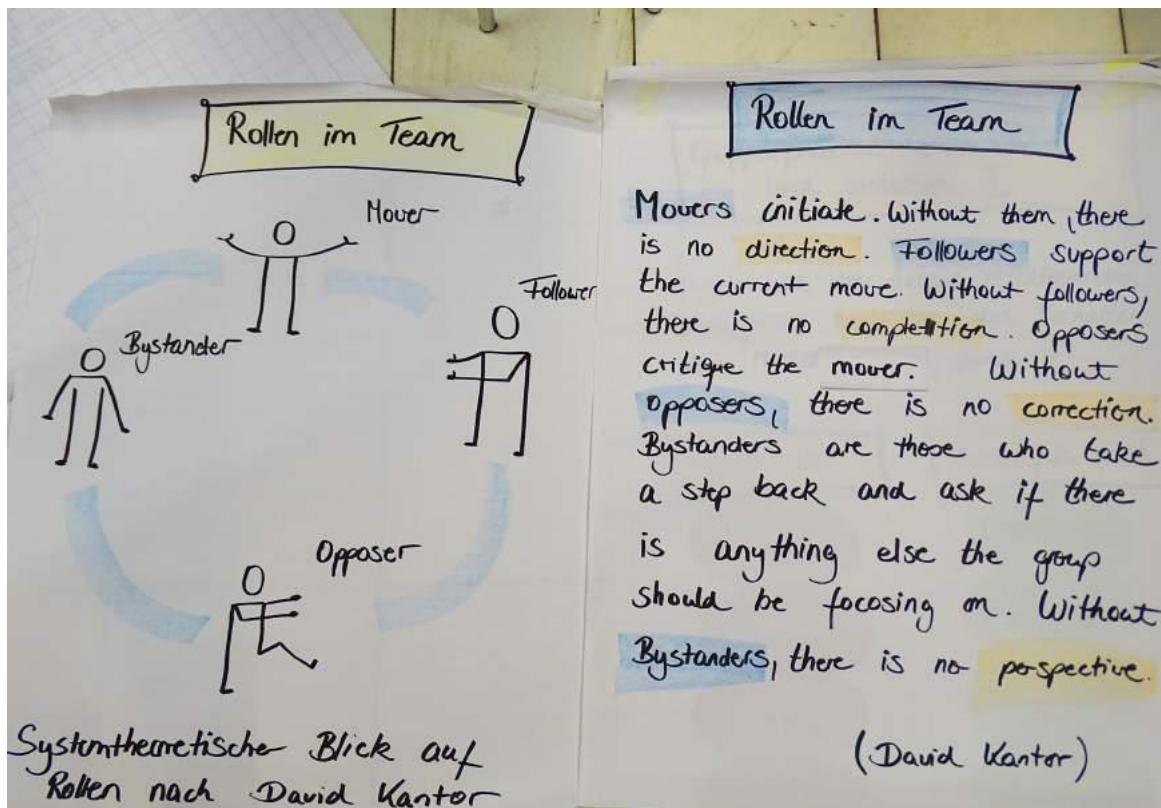 Rollen im Team
Mover
Follower
Bystander
Opposer
Systemtheoretischer Blick auf
Rollen nach David Kantor
Rollen im Team
Movers initiate. Without them, there
is no direction. Followers support
the current move. Without followers,
there is no completion. Opposers
critique the mover. Without
opposers, there is no correction.
Bystanders are those who take
a step back and ask if there
is anything else the group
should be focosing on. Without
Bystanders, there is no perspective.
(David Kantor)